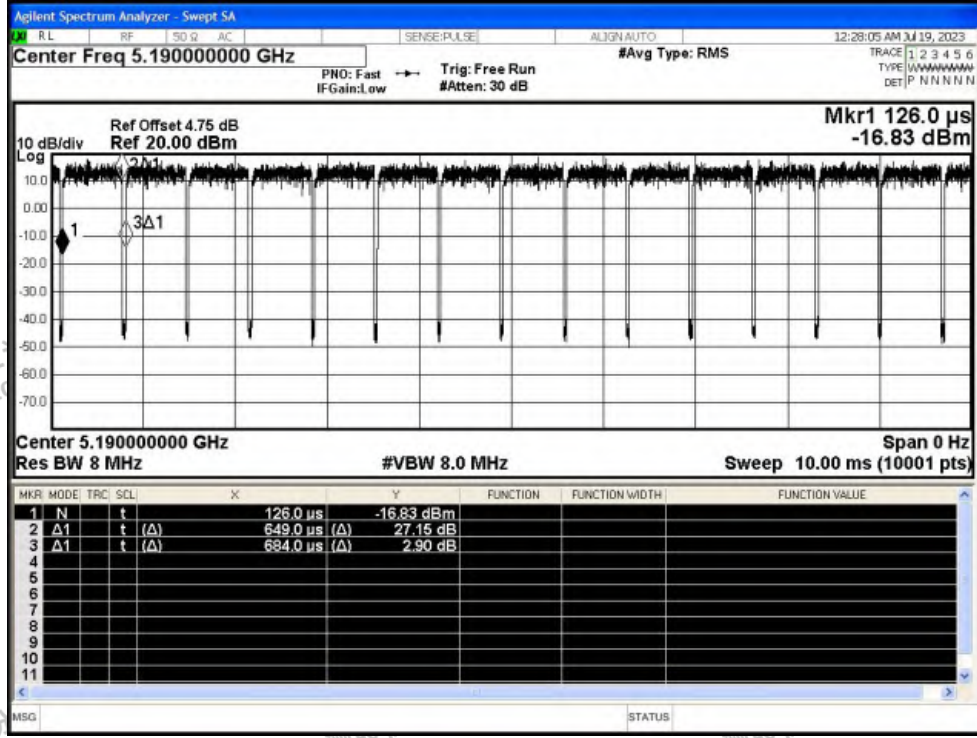 Agilent Spectrum Analyzer - Swept SA
RL RF 50 Ω AC SENSE:PULSE ALIGN AUTO 12:28:05 AM Jul 19, 2023
Center Freq 5.190000000 GHz #Avg Type: RMS TRACE 1 2 3 4 5 6
PNO: Fast Trig: Free Run TYPE WWWWWW
IFGain:Low #Atten: 30 dB DET P N N N N N
Mkr1 126.0 µs
Ref Offset 4.75 dB
10 dB/div Ref 20.00 dBm -16.83 dBm
Log
2Δ1
10.0
0.00
3Δ1
1
-10.0
-20.0
-30.0
-40.0
-50.0
-60.0
-70.0
Center 5.190000000 GHz Span 0 Hz
Res BW 8 MHz #VBW 8.0 MHz Sweep 10.00 ms (10001 pts)
MKR MODE TRC SCL X Y FUNCTION FUNCTION WIDTH FUNCTION VALUE
1 N t 126.0 µs -16.83 dBm
2 Δ1 t (Δ) 649.0 µs (Δ) 27.15 dB
3 Δ1 t (Δ) 684.0 µs (Δ) 2.90 dB
4
5
6
7
8
9
10
11
MSG STATUS